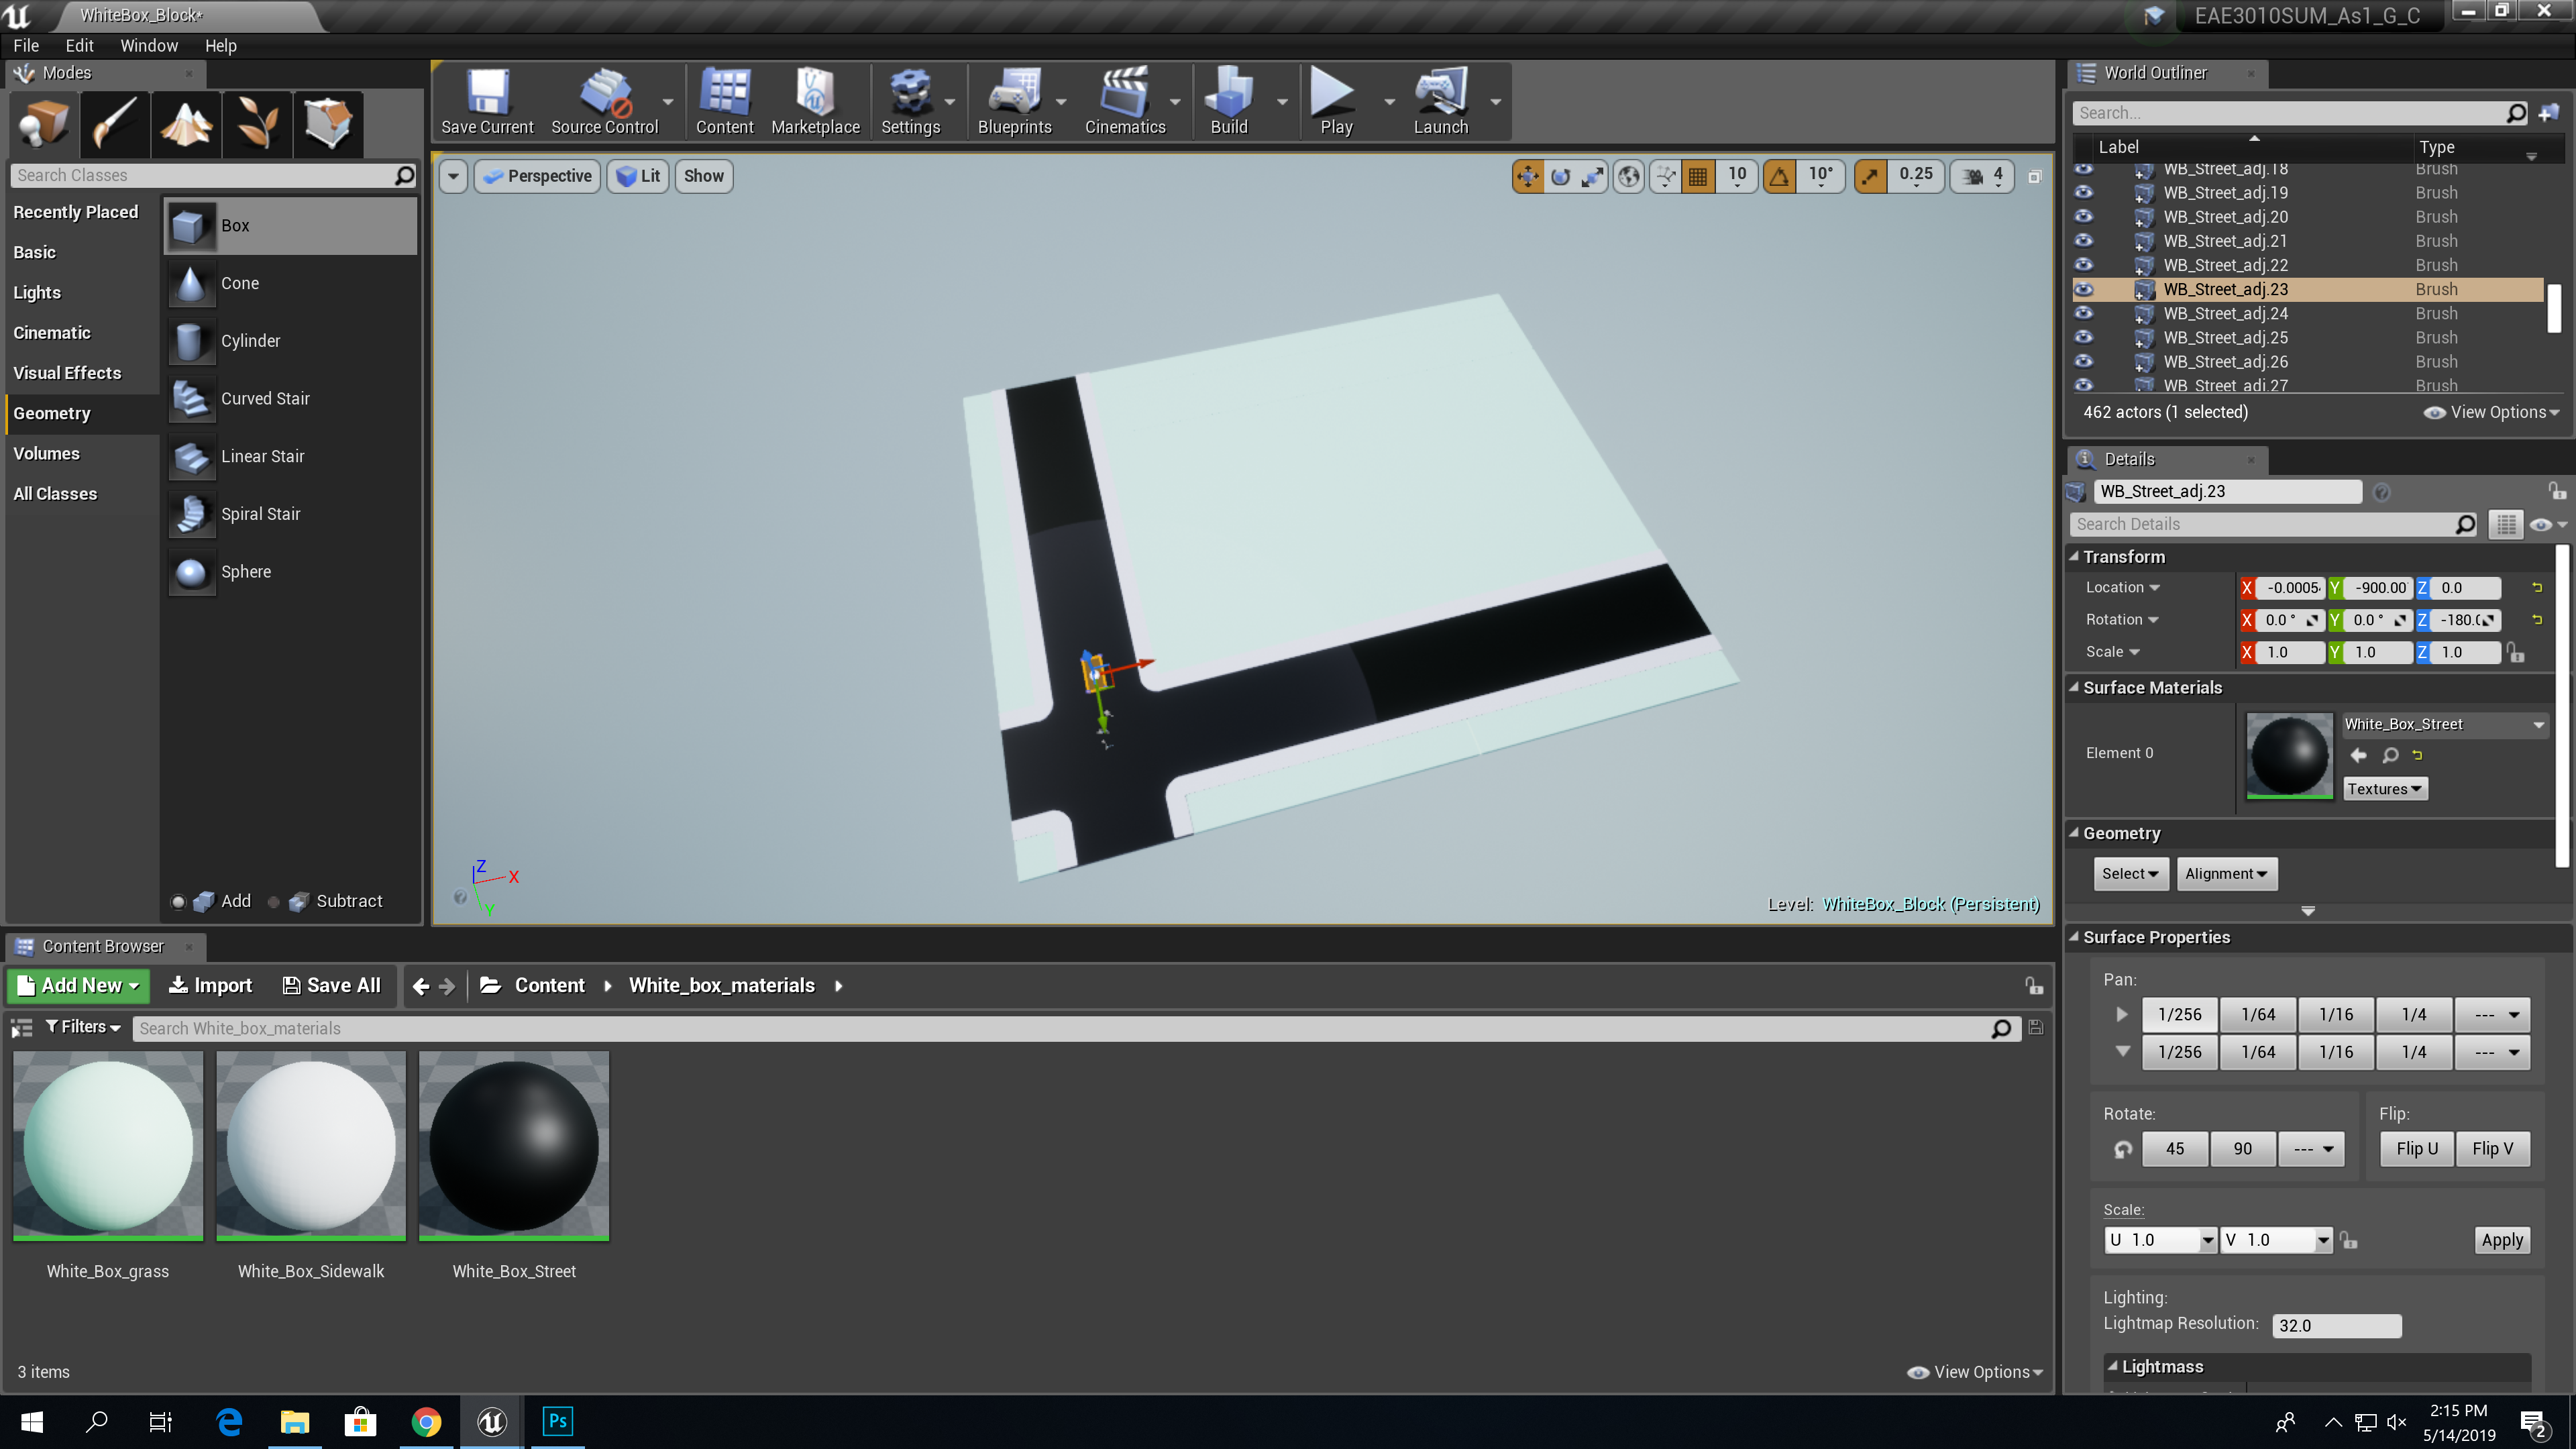 WhiteBox_Block*
EAE3010SUM_As1_G_C
File Edit Window Help
Modes
Search Classes
Recently Placed
Basic
Lights
Cinematic
Visual Effects
Geometry
Volumes
All Classes
Box
Cone
Cylinder
Curved Stair
Linear Stair
Spiral Stair
Sphere
Add Subtract
Save Current Source Control Content Marketplace Settings Blueprints Cinematics Build Play Launch
Perspective Lit Show
10 10° 0.25 4
Z X Y
Level: WhiteBox_Block (Persistent)
World Outliner
Search...
Label Type
WB_Street_adj.18 Brush
WB_Street_adj.19 Brush
WB_Street_adj.20 Brush
WB_Street_adj.21 Brush
WB_Street_adj.22 Brush
WB_Street_adj.23 Brush
WB_Street_adj.24 Brush
WB_Street_adj.25 Brush
WB_Street_adj.26 Brush
WB_Street_adj.27 Brush
462 actors (1 selected) View Options
Details
WB_Street_adj.23
Search Details
Transform
Location X -0.0005 Y -900.00 Z 0.0
Rotation X 0.0 ° Y 0.0 ° Z -180.0
Scale X 1.0 Y 1.0 Z 1.0
Surface Materials
Element 0 White_Box_Street
Textures
Geometry
Select Alignment
Surface Properties
Pan:
1/256 1/64 1/16 1/4 ---
1/256 1/64 1/16 1/4 ---
Rotate: Flip:
45 90 --- Flip U Flip V
Scale:
U 1.0 V 1.0 Apply
Lighting:
Lightmap Resolution: 32.0
Lightmass
Content Browser
Add New Import Save All Content White_box_materials
Filters Search White_box_materials
White_Box_grass White_Box_Sidewalk White_Box_Street
3 items View Options
Ps
2:15 PM
5/14/2019
2